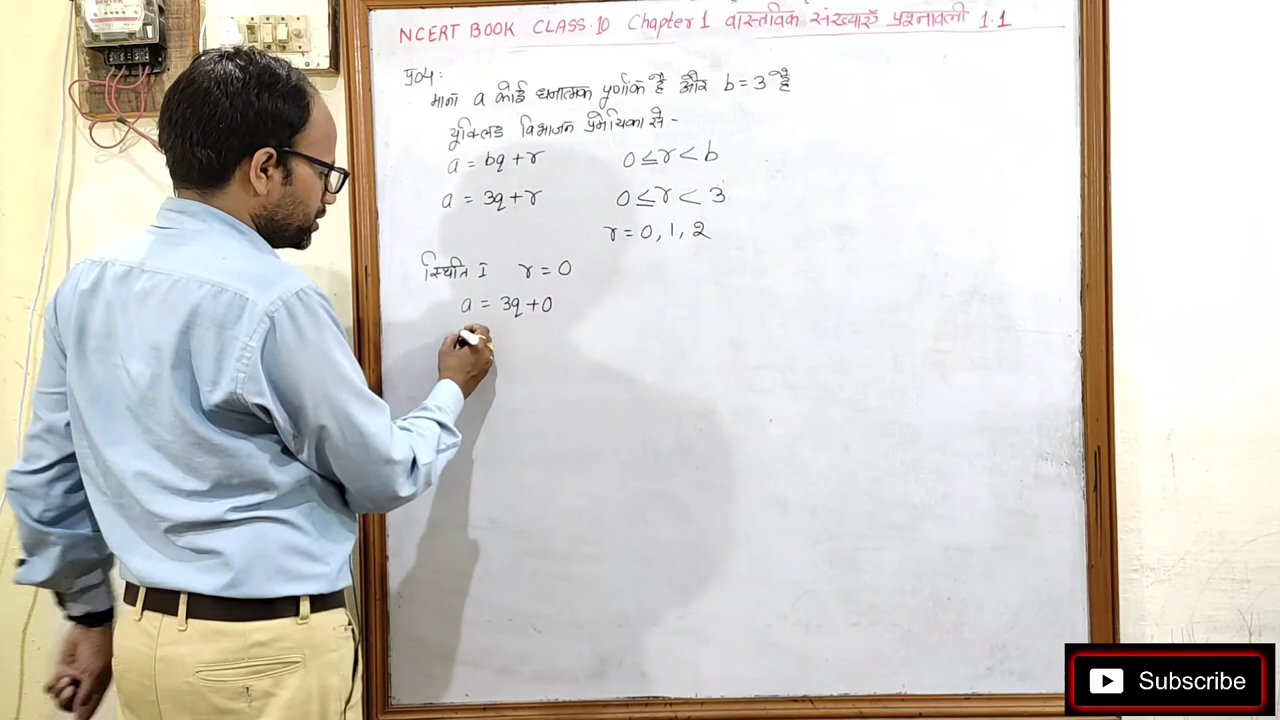 NCERT BOOK CLASS-10 Chapter 1 वास्तविक संख्याएँ प्रश्नावली 1.1
प्र०4:
माना a कोई धनात्मक पूर्णांक है और b = 3 है
युक्लिड विभाजन प्रमेयिका से -
a = bq + r 0 ≤ r < b
a = 3q + r 0 ≤ r < 3
r = 0, 1, 2
स्थिति I r = 0
a = 3q + 0
Subscribe